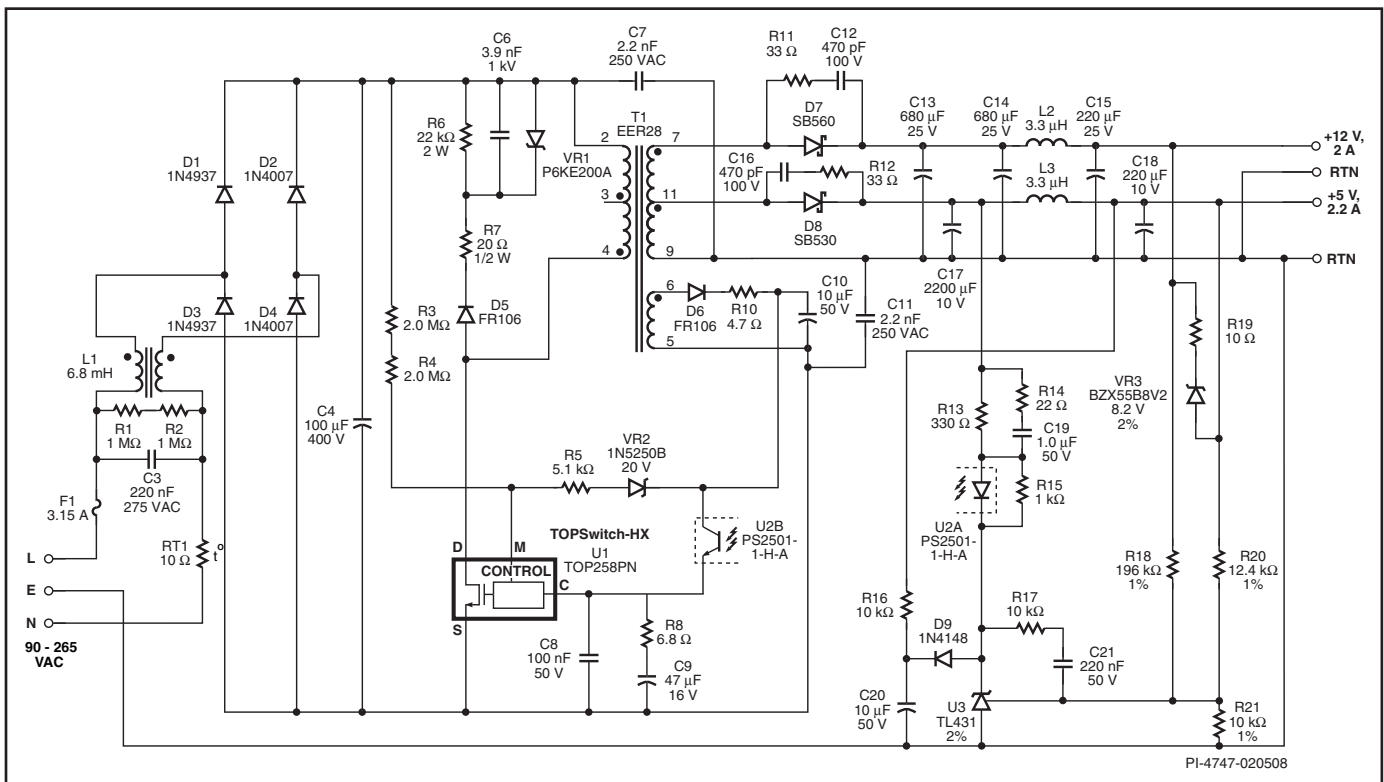 C6
3.9 nF
1 kV
C7
2.2 nF
250 VAC
R11
33 Ω
C12
470 pF
100 V
D7
SB560
C13
680 µF
25 V
C14
680 µF
25 V
L2
3.3 µH
C15
220 µF
25 V
+12 V,
2 A
RTN
+5 V,
2.2 A
RTN
R6
22 kΩ
2 W
VR1
P6KE200A
T1
EER28
2
3
4
7
11
9
6
5
C16
470 pF
100 V
R12
33 Ω
D8
SB530
L3
3.3 µH
C18
220 µF
10 V
D1
1N4937
D2
1N4007
R7
20 Ω
1/2 W
D5
FR106
D3
1N4937
D4
1N4007
R3
2.0 MΩ
R4
2.0 MΩ
D6
FR106
R10
4.7 Ω
C10
10 µF
50 V
C11
2.2 nF
250 VAC
C17
2200 µF
10 V
R19
10 Ω
VR3
BZX55B8V2
8.2 V
2%
L1
6.8 mH
R1
1 MΩ
R2
1 MΩ
C3
220 nF
275 VAC
C4
100 µF
400 V
F1
3.15 A
RT1
10 Ω
t°
L
E
N
90 - 265
VAC
R5
5.1 kΩ
VR2
1N5250B
20 V
R13
330 Ω
R14
22 Ω
C19
1.0 µF
50 V
R15
1 kΩ
U2A
PS2501-
1-H-A
U2B
PS2501-
1-H-A
TOPSwitch-HX
U1
TOP258PN
D
M
CONTROL
C
S
C8
100 nF
50 V
R8
6.8 Ω
C9
47 µF
16 V
R16
10 kΩ
D9
1N4148
R17
10 kΩ
C21
220 nF
50 V
C20
10 µF
50 V
U3
TL431
2%
R18
196 kΩ
1%
R20
12.4 kΩ
1%
R21
10 kΩ
1%
PI-4747-020508